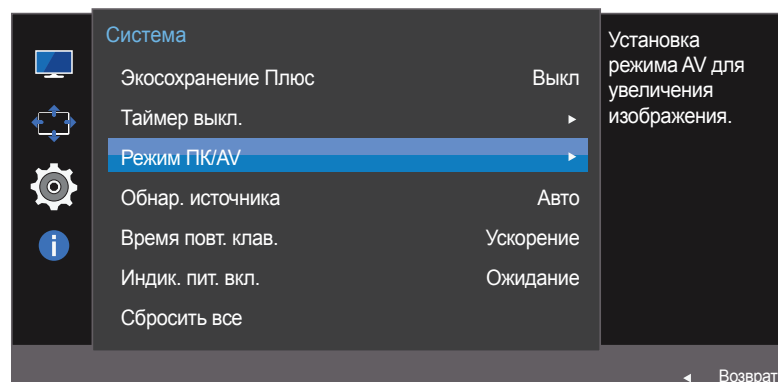 Система
Экосохранение Плюс Выкл
Таймер выкл.
Режим ПК/AV
Обнар. источника Авто
Время повт. клав. Ускорение
Индик. пит. вкл. Ожидание
Сбросить все
Установка
режима AV для
увеличения
изображения.
Возврат